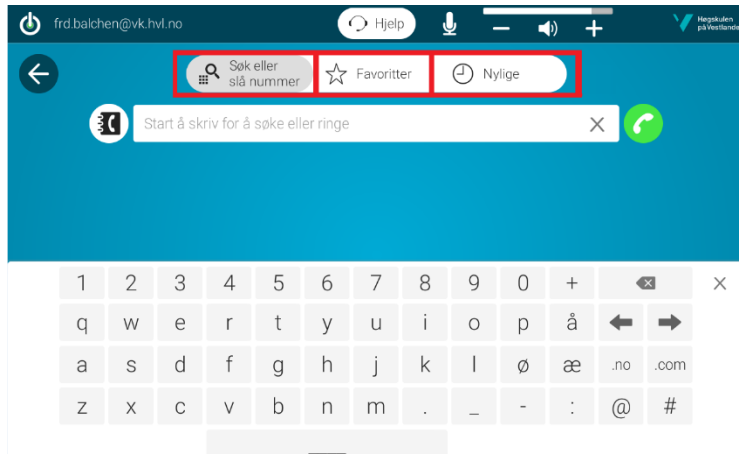 frd.balchen@vk.hvl.no
Hjelp
Høgskulen
på Vestlandet
Søk eller
slå nummer
Favoritter
Nylige
Start å skriv for å søke eller ringe
1 2 3 4 5 6 7 8 9 0 +
q w e r t y u i o p å
a s d f g h j k l ø æ .no .com
z x c v b n m . _ - : @ #